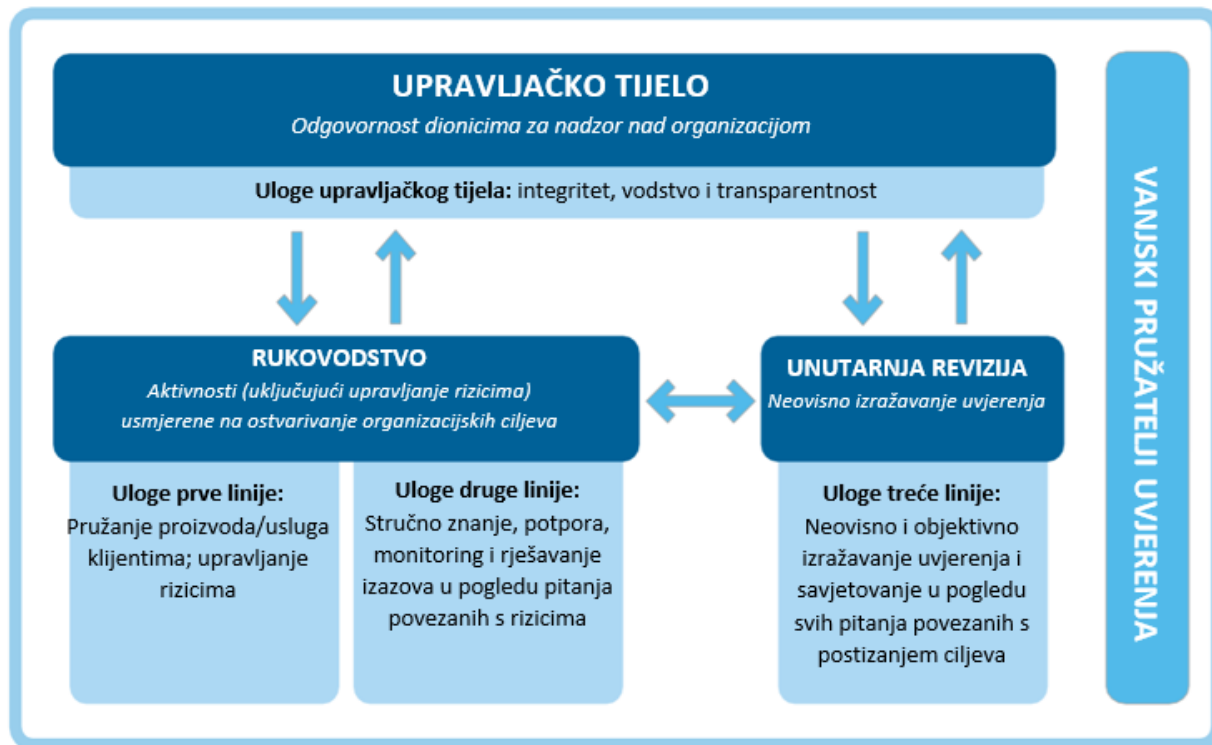 UPRAVLJAČKO TIJELO
Odgovornost dionicima za nadzor nad organizacijom
Uloge upravljačkog tijela: integritet, vodstvo i transparentnost
RUKOVODSTVO
Aktivnosti (uključujući upravljanje rizicima)
usmjerene na ostvarivanje organizacijskih ciljeva
UNUTARNJA REVIZIJA
Neovisno izražavanje uvjerenja
Uloge prve linije:
Pružanje proizvoda/usluga
klijentima; upravljanje
rizicima
Uloge druge linije:
Stručno znanje, potpora,
monitoring i rješavanje
izazova u pogledu pitanja
povezanih s rizicima
Uloge treće linije:
Neovisno i objektivno
izražavanje uvjerenja i
savjetovanje u pogledu
svih pitanja povezanih s
postizanjem ciljeva
VANJSKI PRUŽATELJI UVJERENJA